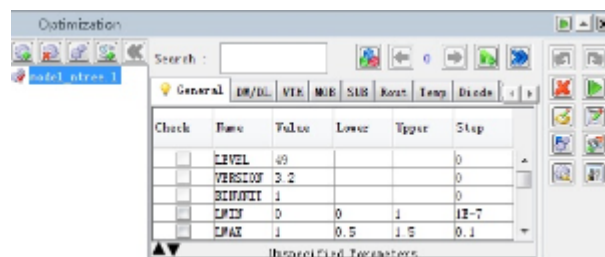 Optimization
model_ntree_1
Search :
0
General DW/DL VTH MOB SUB Rout Temp Diode
Check Name Value Lower Upper Step
LEVEL 49 0
VERSION 3.2 0
BINUNIT 1 0
LMIN 0 0 1 1E-7
LMAX 1 0.5 1.5 0.1
Unspecified Parameters